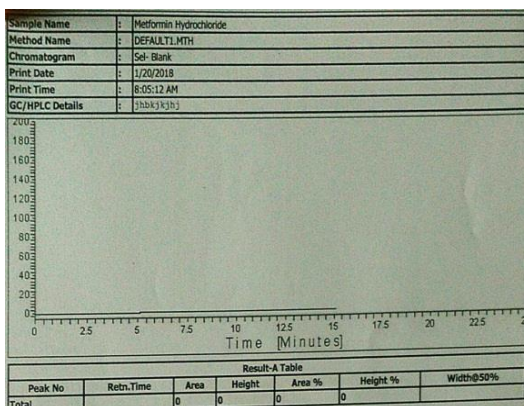 Sample Name : Metformin Hydrochloride
Method Name : DEFAULT1.MTH
Chromatogram : Sel- Blank
Print Date : 1/20/2018
Print Time : 8:05:12 AM
GC/HPLC Details : jhbkjkjhj
200
180
160
140
120
100
80
60
40
20
0
0 2.5 5 7.5 10 12.5 15 17.5 20 22.5
Time [Minutes]
Result-A Table
Peak No Retn.Time Area Height Area % Height % Width@50%
Total 0 0 0 0